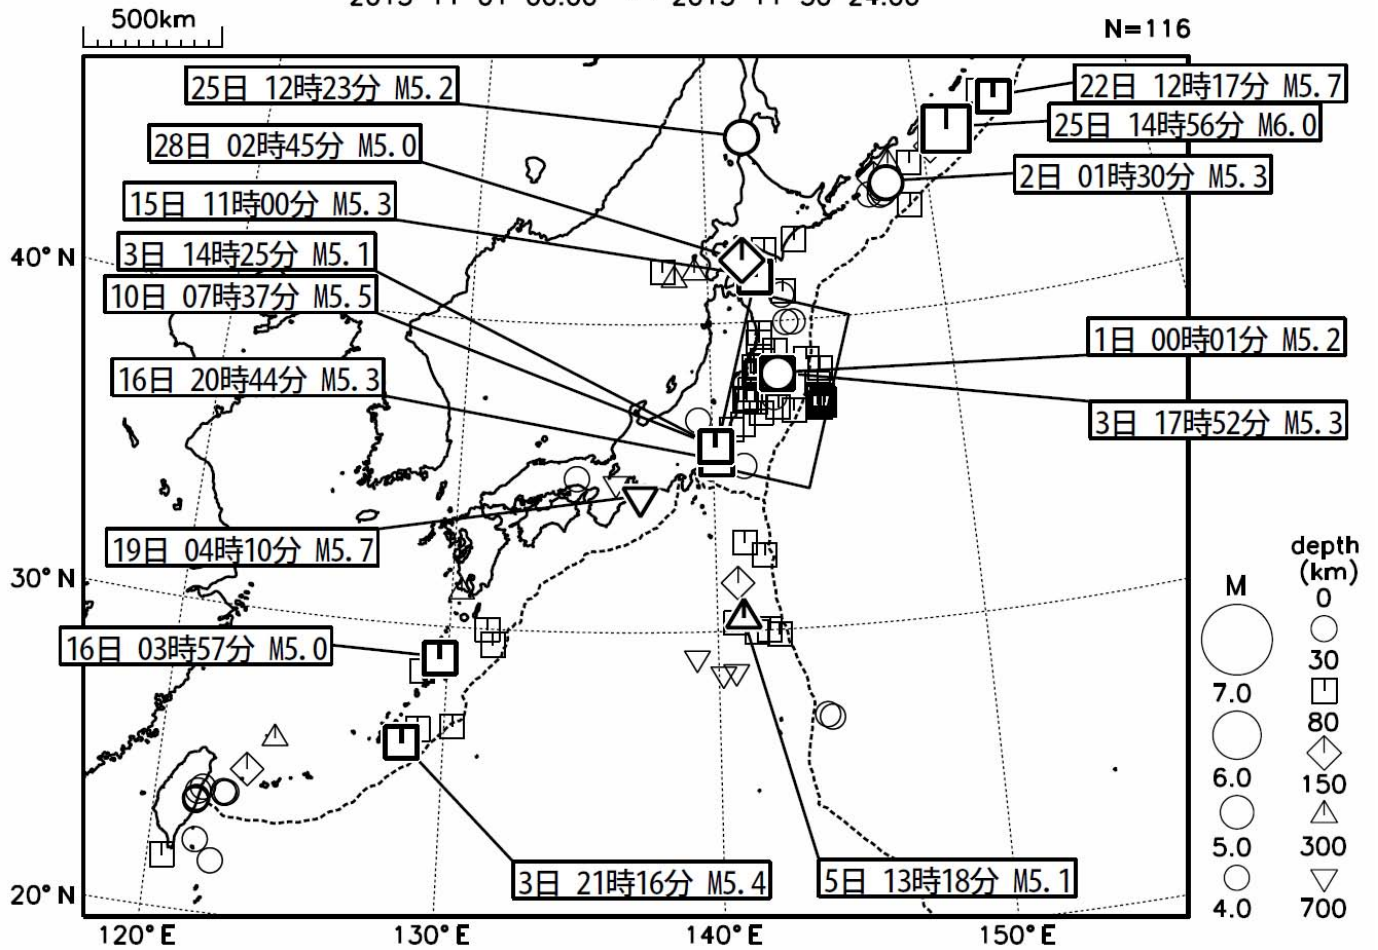 500km
N=116
25日 12時23分 M5.2
22日 12時17分 M5.7
25日 14時56分 M6.0
28日 02時45分 M5.0
2日 01時30分 M5.3
15日 11時00分 M5.3
3日 14時25分 M5.1
40°N
10日 07時37分 M5.5
1日 00時01分 M5.2
16日 20時44分 M5.3
3日 17時52分 M5.3
19日 04時10分 M5.7
30°N
16日 03時57分 M5.0
3日 21時16分 M5.4
5日 13時18分 M5.1
20°N
120°E
130°E
140°E
150°E
M
7.0
6.0
5.0
4.0
depth
(km)
0
30
80
150
300
700